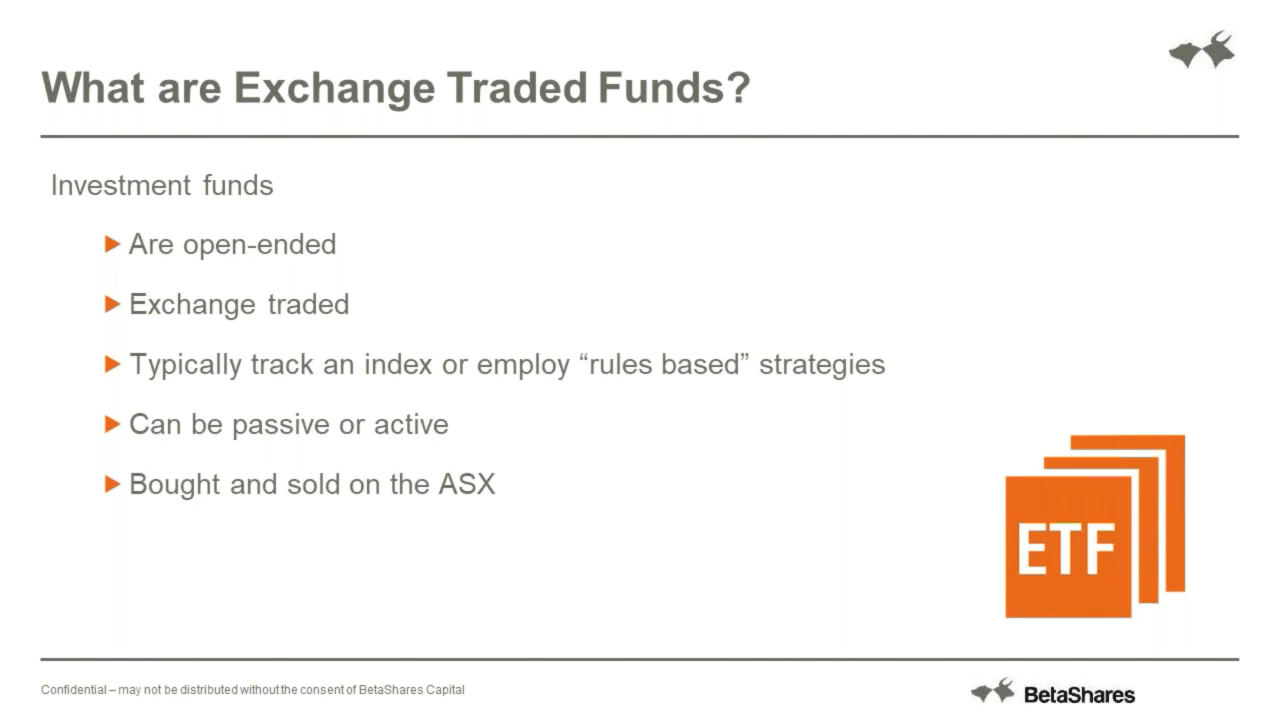 What are Exchange Traded Funds?
Investment funds
Are open-ended
Exchange traded
Typically track an index or employ “rules based” strategies
Can be passive or active
Bought and sold on the ASX
ETF
Confidential – may not be distributed without the consent of BetaShares Capital
BetaShares